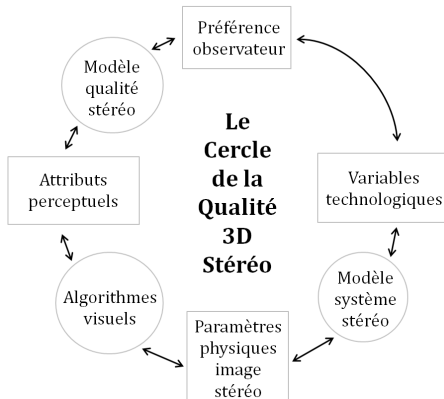 Préférence
observateur
Modèle
qualité
stéréo
Le
Cercle
de la
Qualité
3D
Stéréo
Attributs
perceptuels
Variables
technologiques
Algorithmes
visuels
Modèle
système
stéréo
Paramètres
physiques
image
stéréo